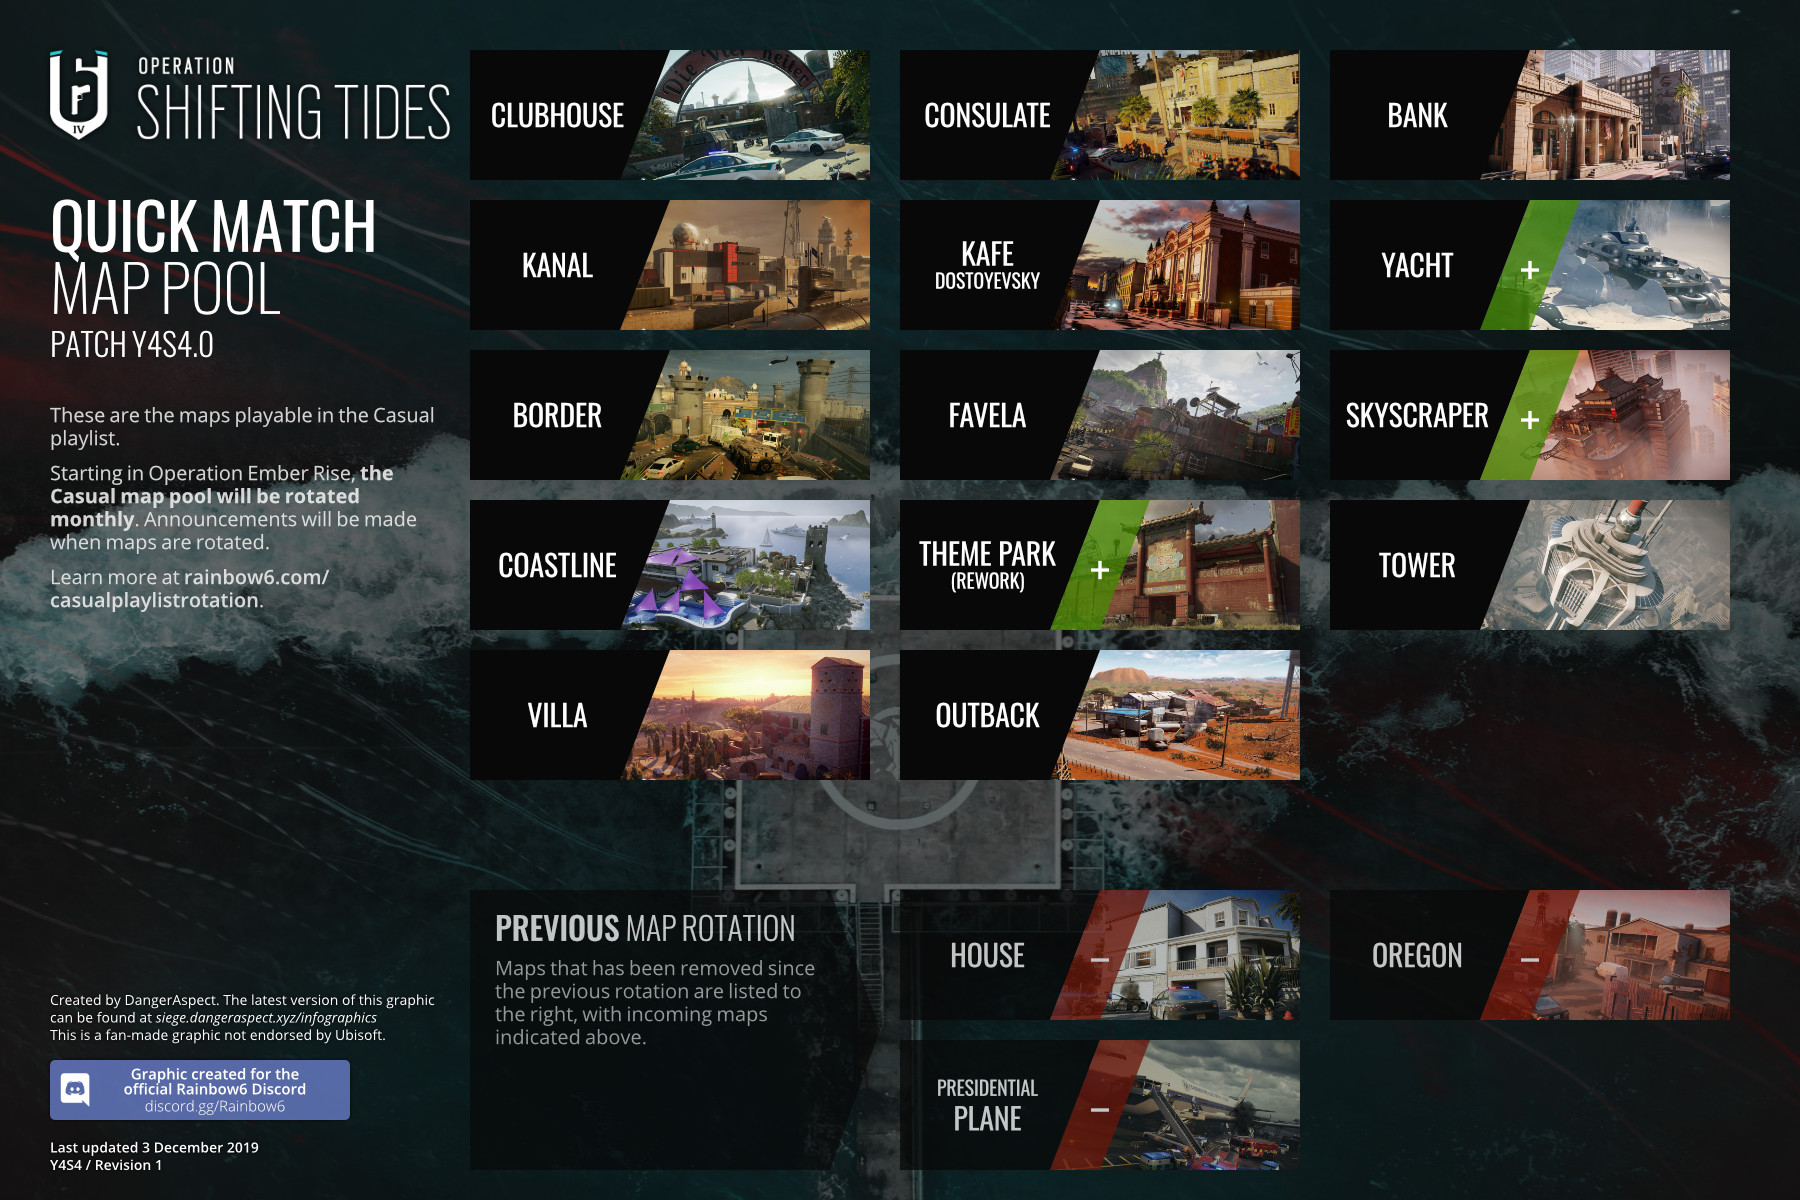 IV
OPERATION
SHIFTING TIDES
QUICK MATCH
MAP POOL
PATCH Y4S4.0
These are the maps playable in the Casual
playlist.
Starting in Operation Ember Rise, the
Casual map pool will be rotated
monthly. Announcements will be made
when maps are rotated.
Learn more at rainbow6.com/
casualplaylistrotation.
CLUBHOUSE
CONSULATE
BANK
KANAL
KAFE
DOSTOYEVSKY
YACHT
+
BORDER
FAVELA
SKYSCRAPER
+
COASTLINE
THEME PARK
(REWORK)
+
TOWER
VILLA
OUTBACK
PREVIOUS MAP ROTATION
Maps that has been removed since
the previous rotation are listed to
the right, with incoming maps
indicated above.
HOUSE
–
OREGON
–
PRESIDENTIAL
PLANE
–
Created by DangerAspect. The latest version of this graphic
can be found at siege.dangeraspect.xyz/infographics
This is a fan-made graphic not endorsed by Ubisoft.
Graphic created for the
official Rainbow6 Discord
discord.gg/Rainbow6
Last updated 3 December 2019
Y4S4 / Revision 1